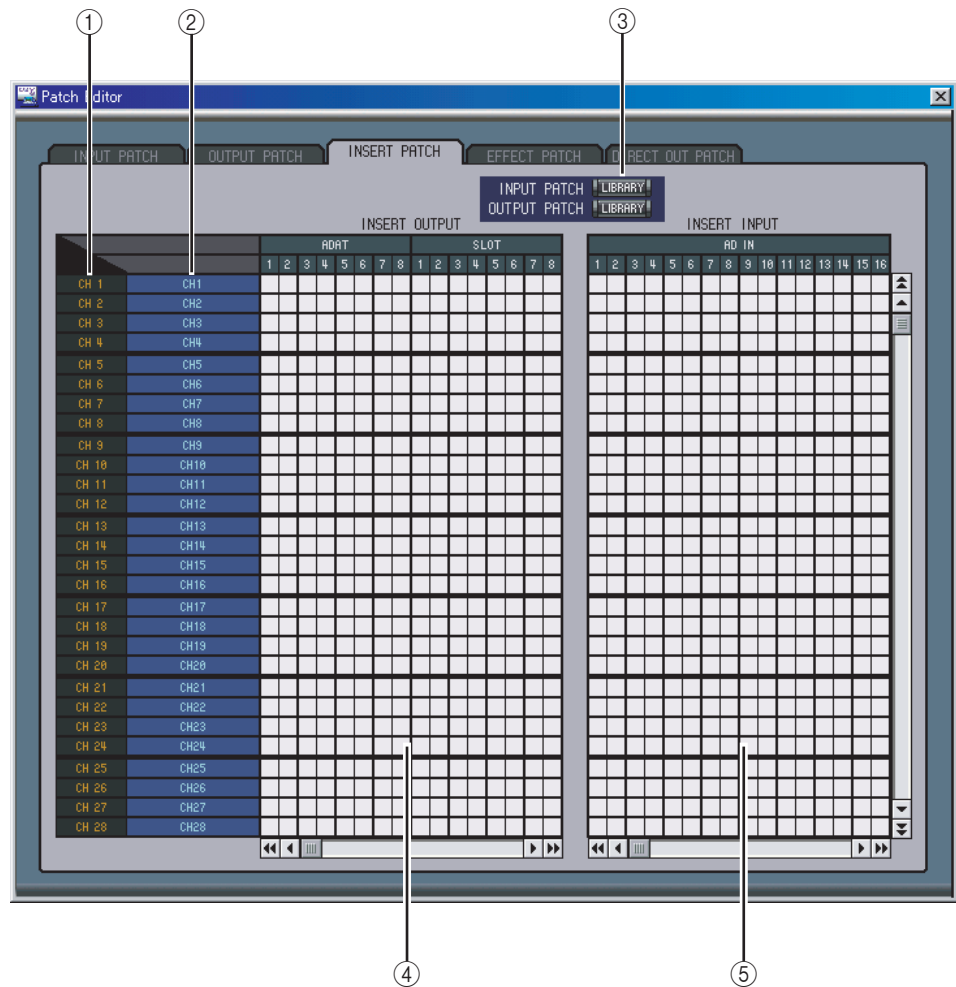 ① ② ③
Patch Editor
INPUT PATCH OUTPUT PATCH INSERT PATCH EFFECT PATCH DIRECT OUT PATCH
INPUT PATCH LIBRARY
OUTPUT PATCH LIBRARY
INSERT OUTPUT INSERT INPUT
ADAT SLOT AD IN
1 2 3 4 5 6 7 8 1 2 3 4 5 6 7 8 1 2 3 4 5 6 7 8 9 10 11 12 13 14 15 16
CH 1 CH1
CH 2 CH2
CH 3 CH3
CH 4 CH4
CH 5 CH5
CH 6 CH6
CH 7 CH7
CH 8 CH8
CH 9 CH9
CH 10 CH10
CH 11 CH11
CH 12 CH12
CH 13 CH13
CH 14 CH14
CH 15 CH15
CH 16 CH16
CH 17 CH17
CH 18 CH18
CH 19 CH19
CH 20 CH20
CH 21 CH21
CH 22 CH22
CH 23 CH23
CH 24 CH24
CH 25 CH25
CH 26 CH26
CH 27 CH27
CH 28 CH28
④ ⑤